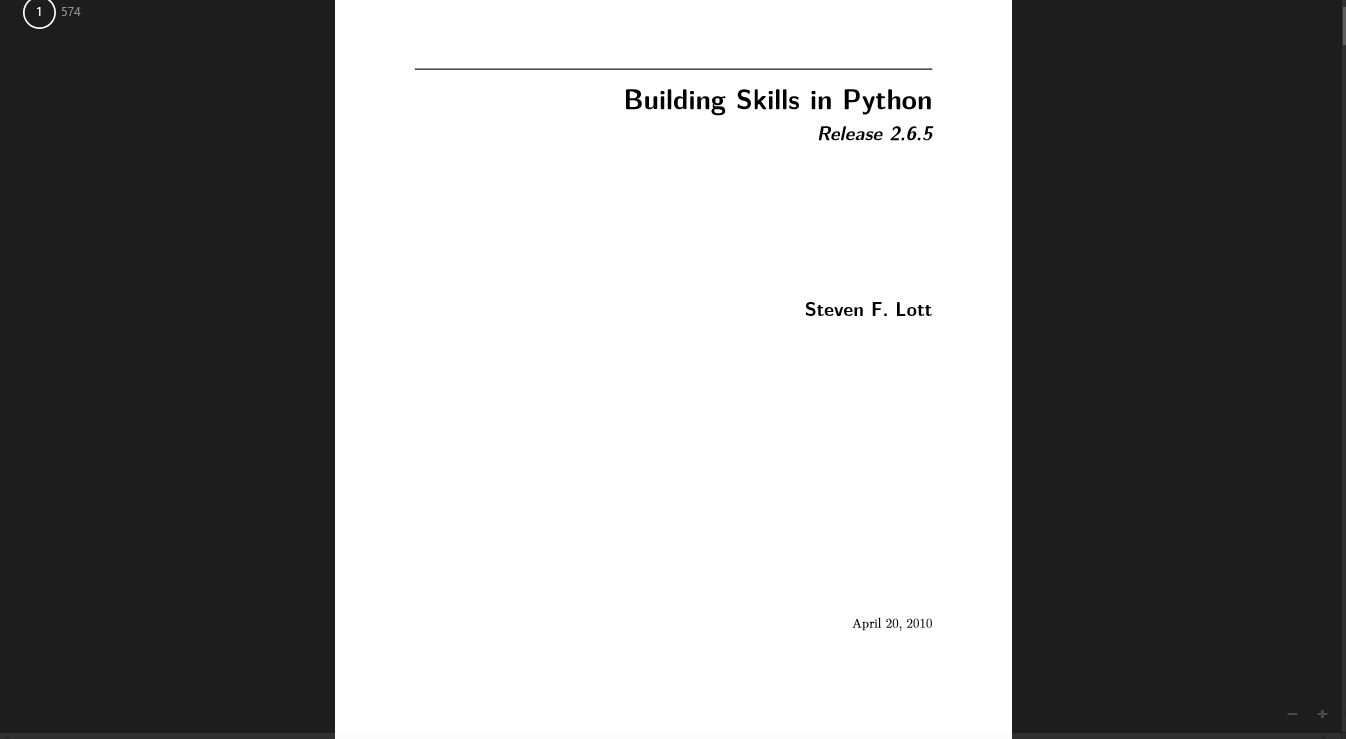 1 574
Building Skills in Python
Release 2.6.5
Steven F. Lott
April 20, 2010